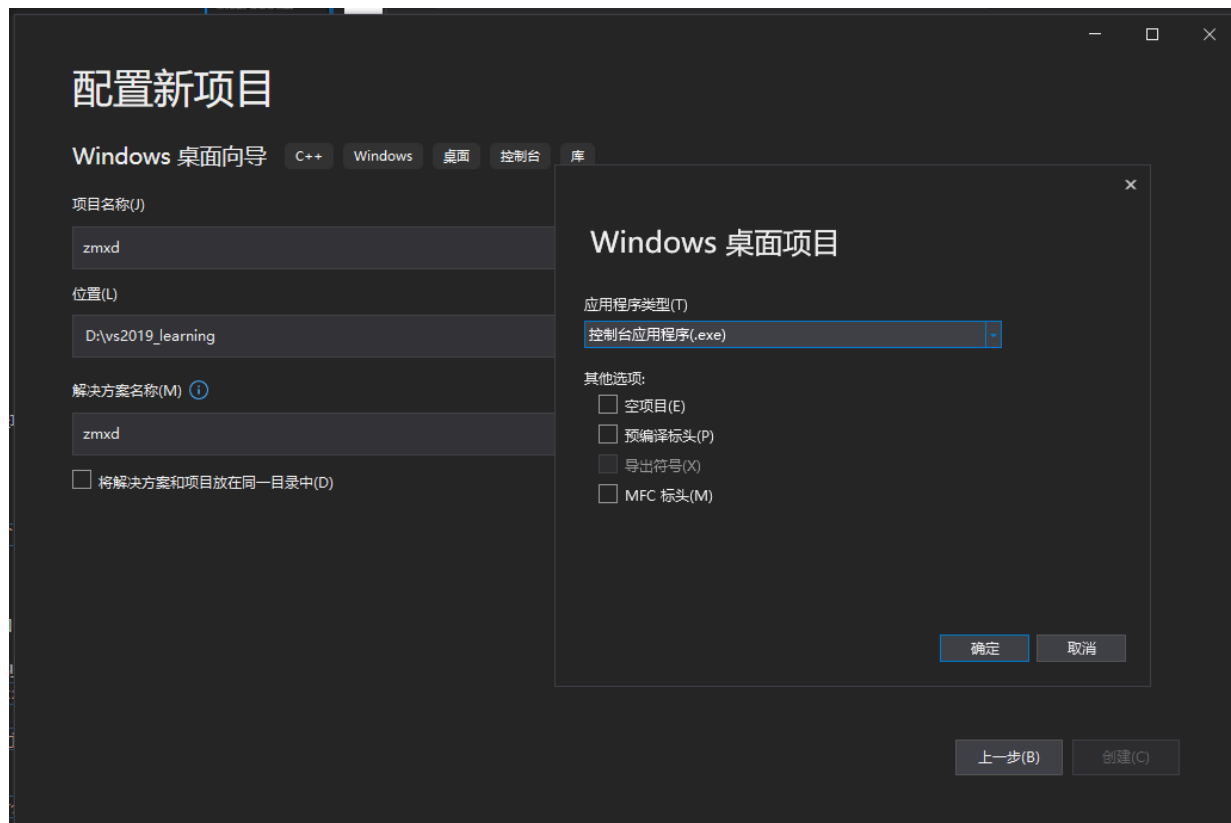 配置新项目
Windows 桌面向导 C++ Windows 桌面 控制台 库
项目名称(J)
zmxd
位置(L)
D:\vs2019_learning
解决方案名称(M)
zmxd
将解决方案和项目放在同一目录中(D)
Windows 桌面项目
应用程序类型(T)
控制台应用程序(.exe)
其他选项:
空项目(E)
预编译标头(P)
导出符号(X)
MFC 标头(M)
确定 取消
上一步(B) 创建(C)